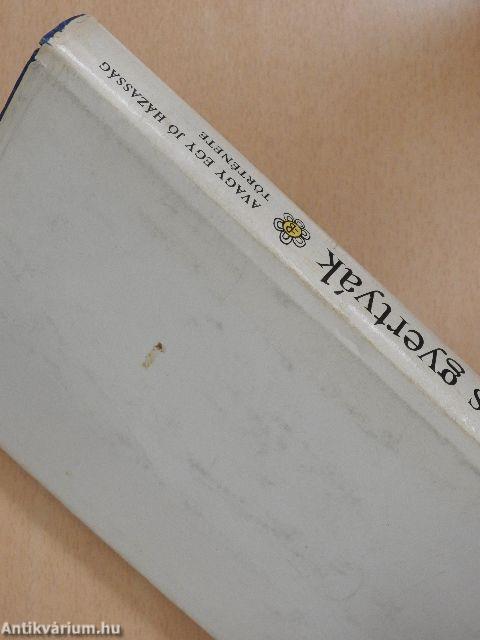 s gyertyák
AVAGY EGY JÓ HÁZASSÁG
TÖRTÉNETE
Antikvárium.hu